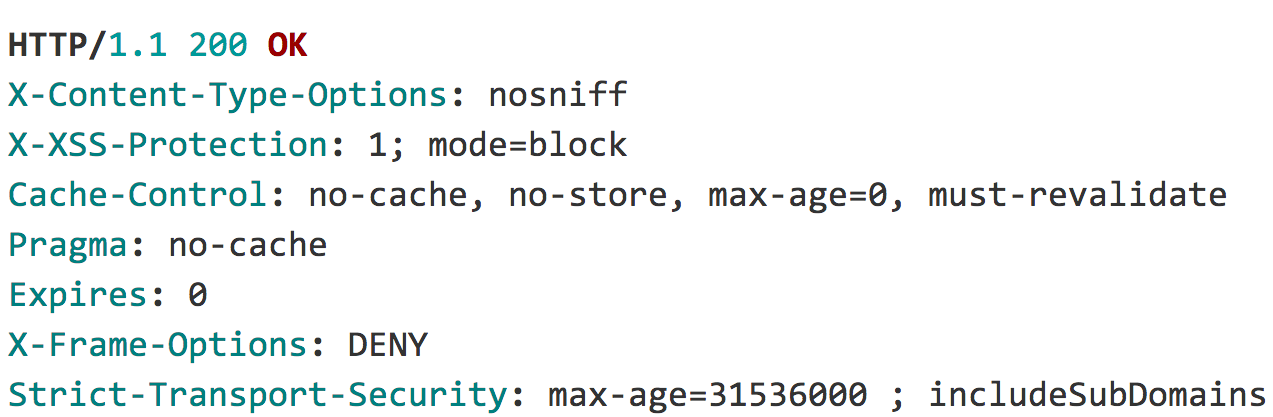 HTTP/1.1 200 OK
X-Content-Type-Options: nosniff
X-XSS-Protection: 1; mode=block
Cache-Control: no-cache, no-store, max-age=0, must-revalidate
Pragma: no-cache
Expires: 0
X-Frame-Options: DENY
Strict-Transport-Security: max-age=31536000 ; includeSubDomains